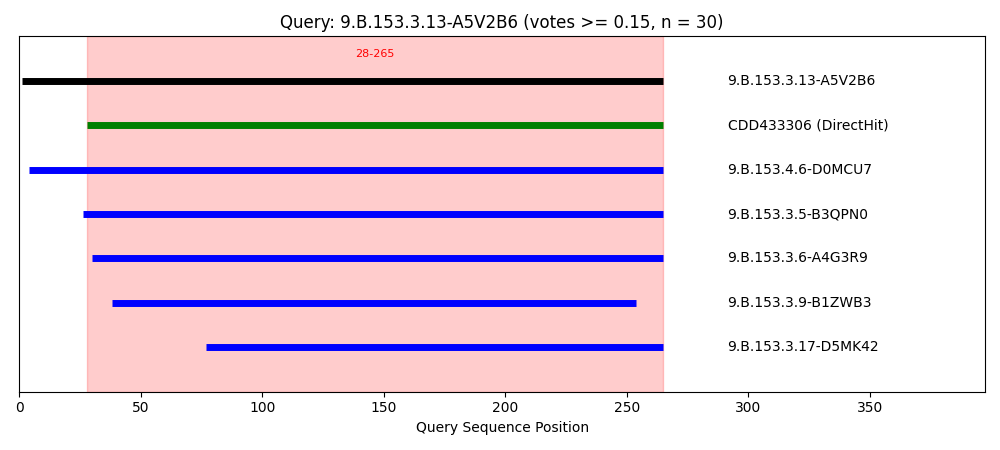 Query: 9.B.153.3.13-A5V2B6 (votes >= 0.15, n = 30)
28-265
9.B.153.3.13-A5V2B6
CDD433306 (DirectHit)
9.B.153.4.6-D0MCU7
9.B.153.3.5-B3QPN0
9.B.153.3.6-A4G3R9
9.B.153.3.9-B1ZWB3
9.B.153.3.17-D5MK42
0 50 100 150 200 250 300 350
Query Sequence Position